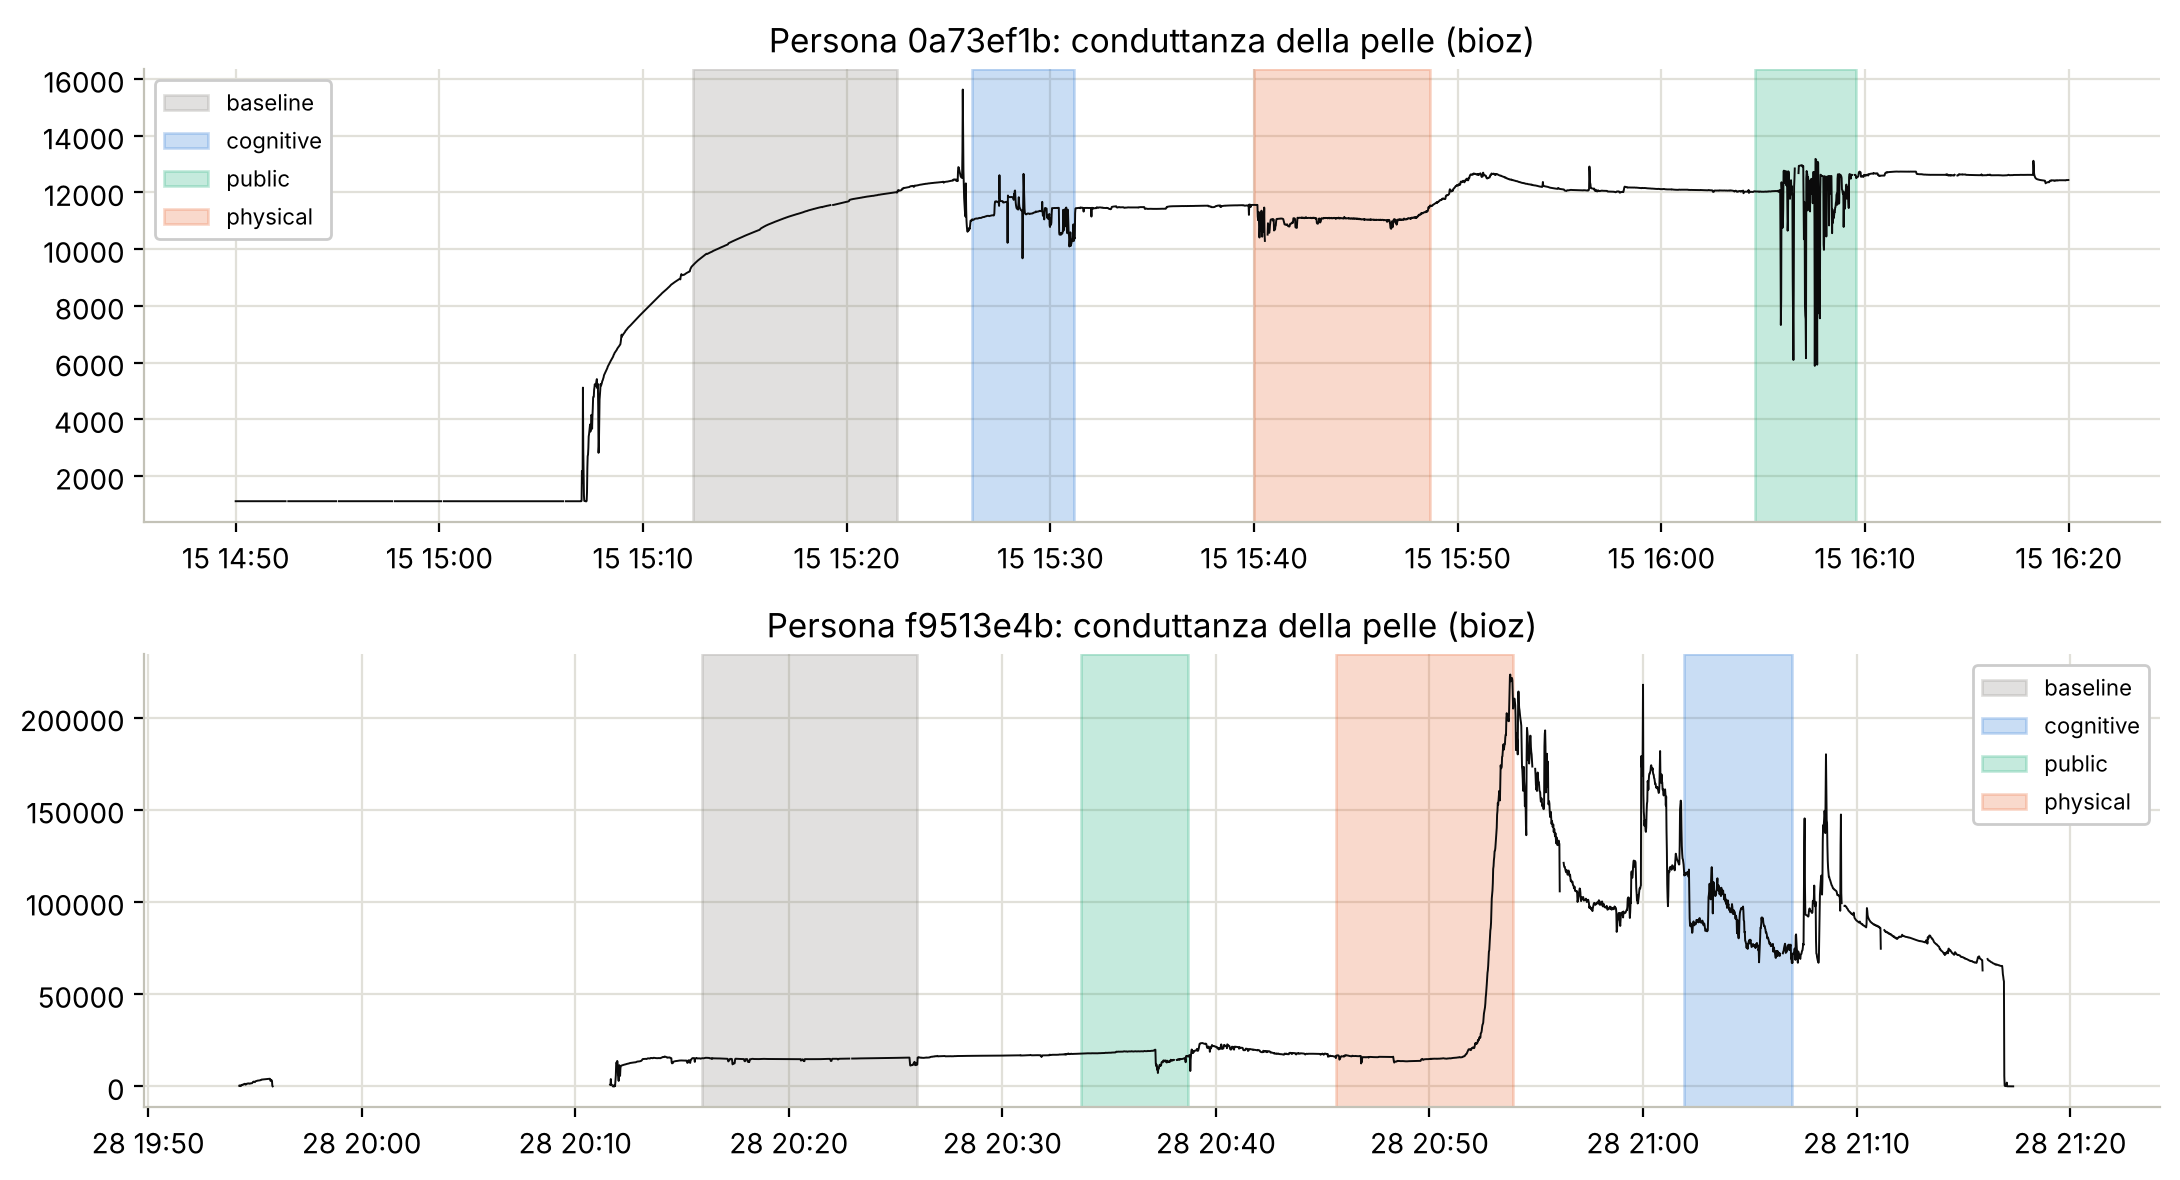 Persona 0a73ef1b: conduttanza della pelle (bioz)
16000
14000
12000
10000
8000
6000
4000
2000
baseline
cognitive
public
physical
15 14:50 15 15:00 15 15:10 15 15:20 15 15:30 15 15:40 15 15:50 15 16:00 15 16:10 15 16:20
Persona f9513e4b: conduttanza della pelle (bioz)
200000
150000
100000
50000
0
baseline
cognitive
public
physical
28 19:50 28 20:00 28 20:10 28 20:20 28 20:30 28 20:40 28 20:50 28 21:00 28 21:10 28 21:20